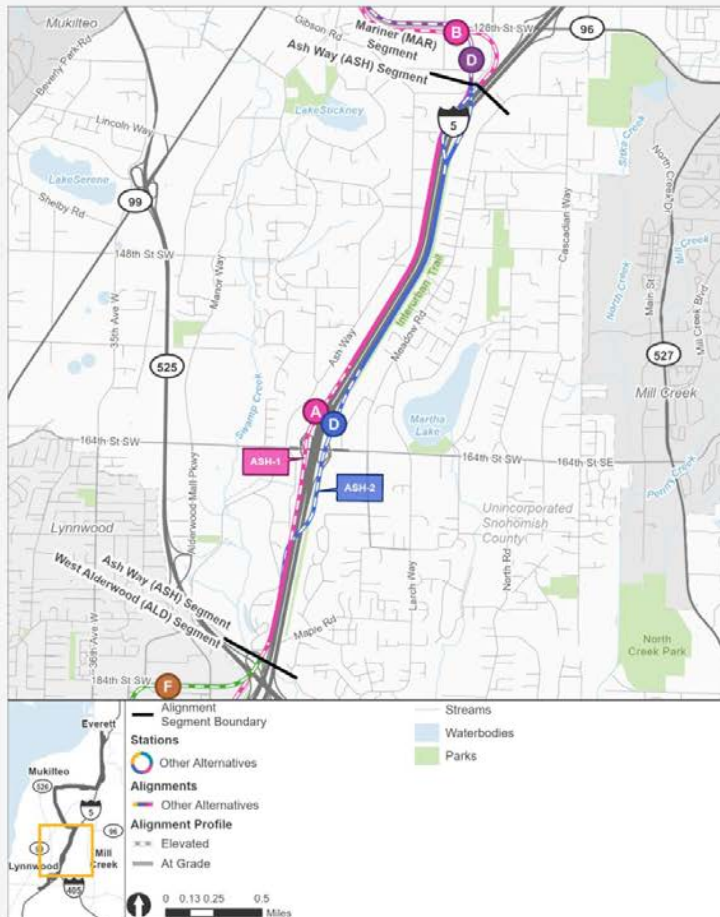 Mukilteo
Beverly Park Rd
Gibson Rd
Mariner (MAR)
Segment
Ash Way (ASH) Segment
B
128th St SW
96
D
5
Lincoln Way
Lake Stickney
Lake Serene
Shelby Rd
99
148th St SW
Manor Way
35th Ave W
525
Swamp Creek
Ash Way
Interurban Trail
Meadow Rd
Cascadian Way
Sitka Creek
North Creek Dr
North Creek
Main St
Mill Creek
Mill Creek Blvd
527
Mill Creek
A
D
Martha
Lake
164th St SW
ASH-1
164th St SW
164th St SE
ASH-2
Penny Creek
Alderwood Mall Pkwy
Lynnwood
Unincorporated
Snohomish
County
Larch Way
North Rd
36th Ave W
Ash Way (ASH) Segment
West Alderwood (ALD) Segment
Maple Rd
184th St SW
F
North
Creek Park
Everett
Mukilteo
526
5
96
99
Mill
Creek
Lynnwood
405
Alignment
Segment Boundary
Stations
Other Alternatives
Alignments
Other Alternatives
Alignment Profile
Elevated
At Grade
0 0.13 0.25 0.5
Miles
Streams
Waterbodies
Parks